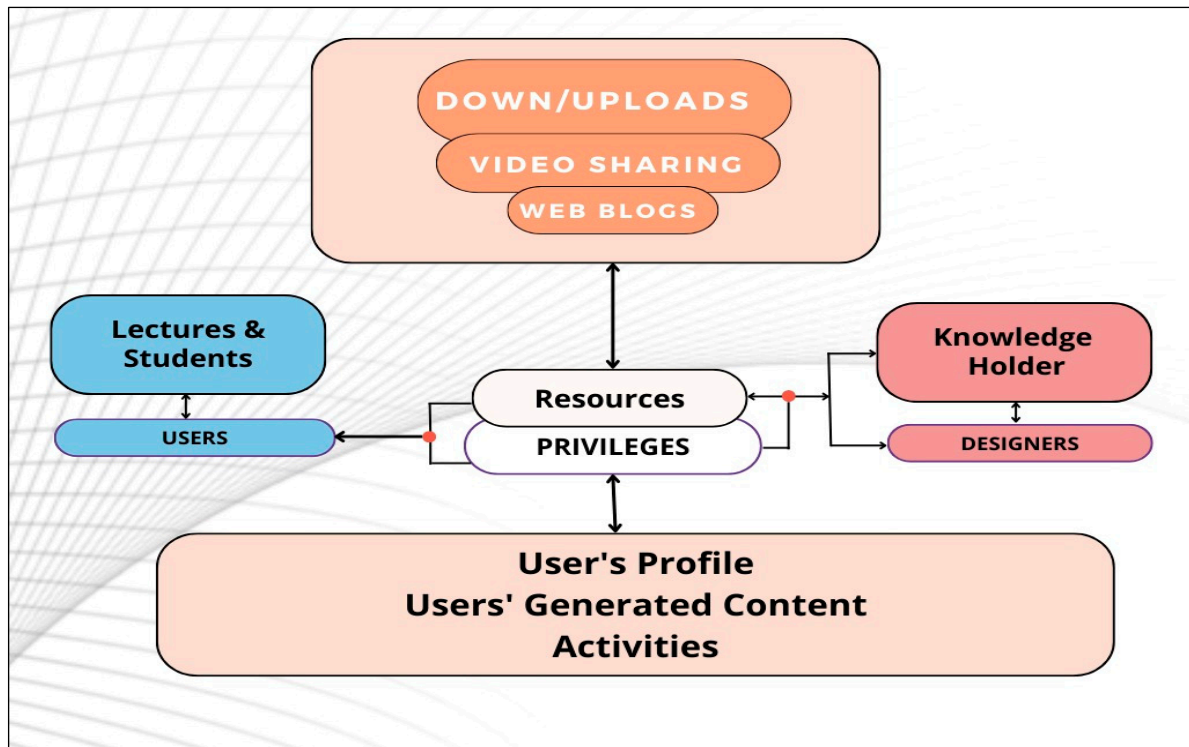 DOWN/UPLOADS
VIDEO SHARING
WEB BLOGS
Lectures &
Students
USERS
Resources
PRIVILEGES
Knowledge
Holder
DESIGNERS
User's Profile
Users' Generated Content
Activities